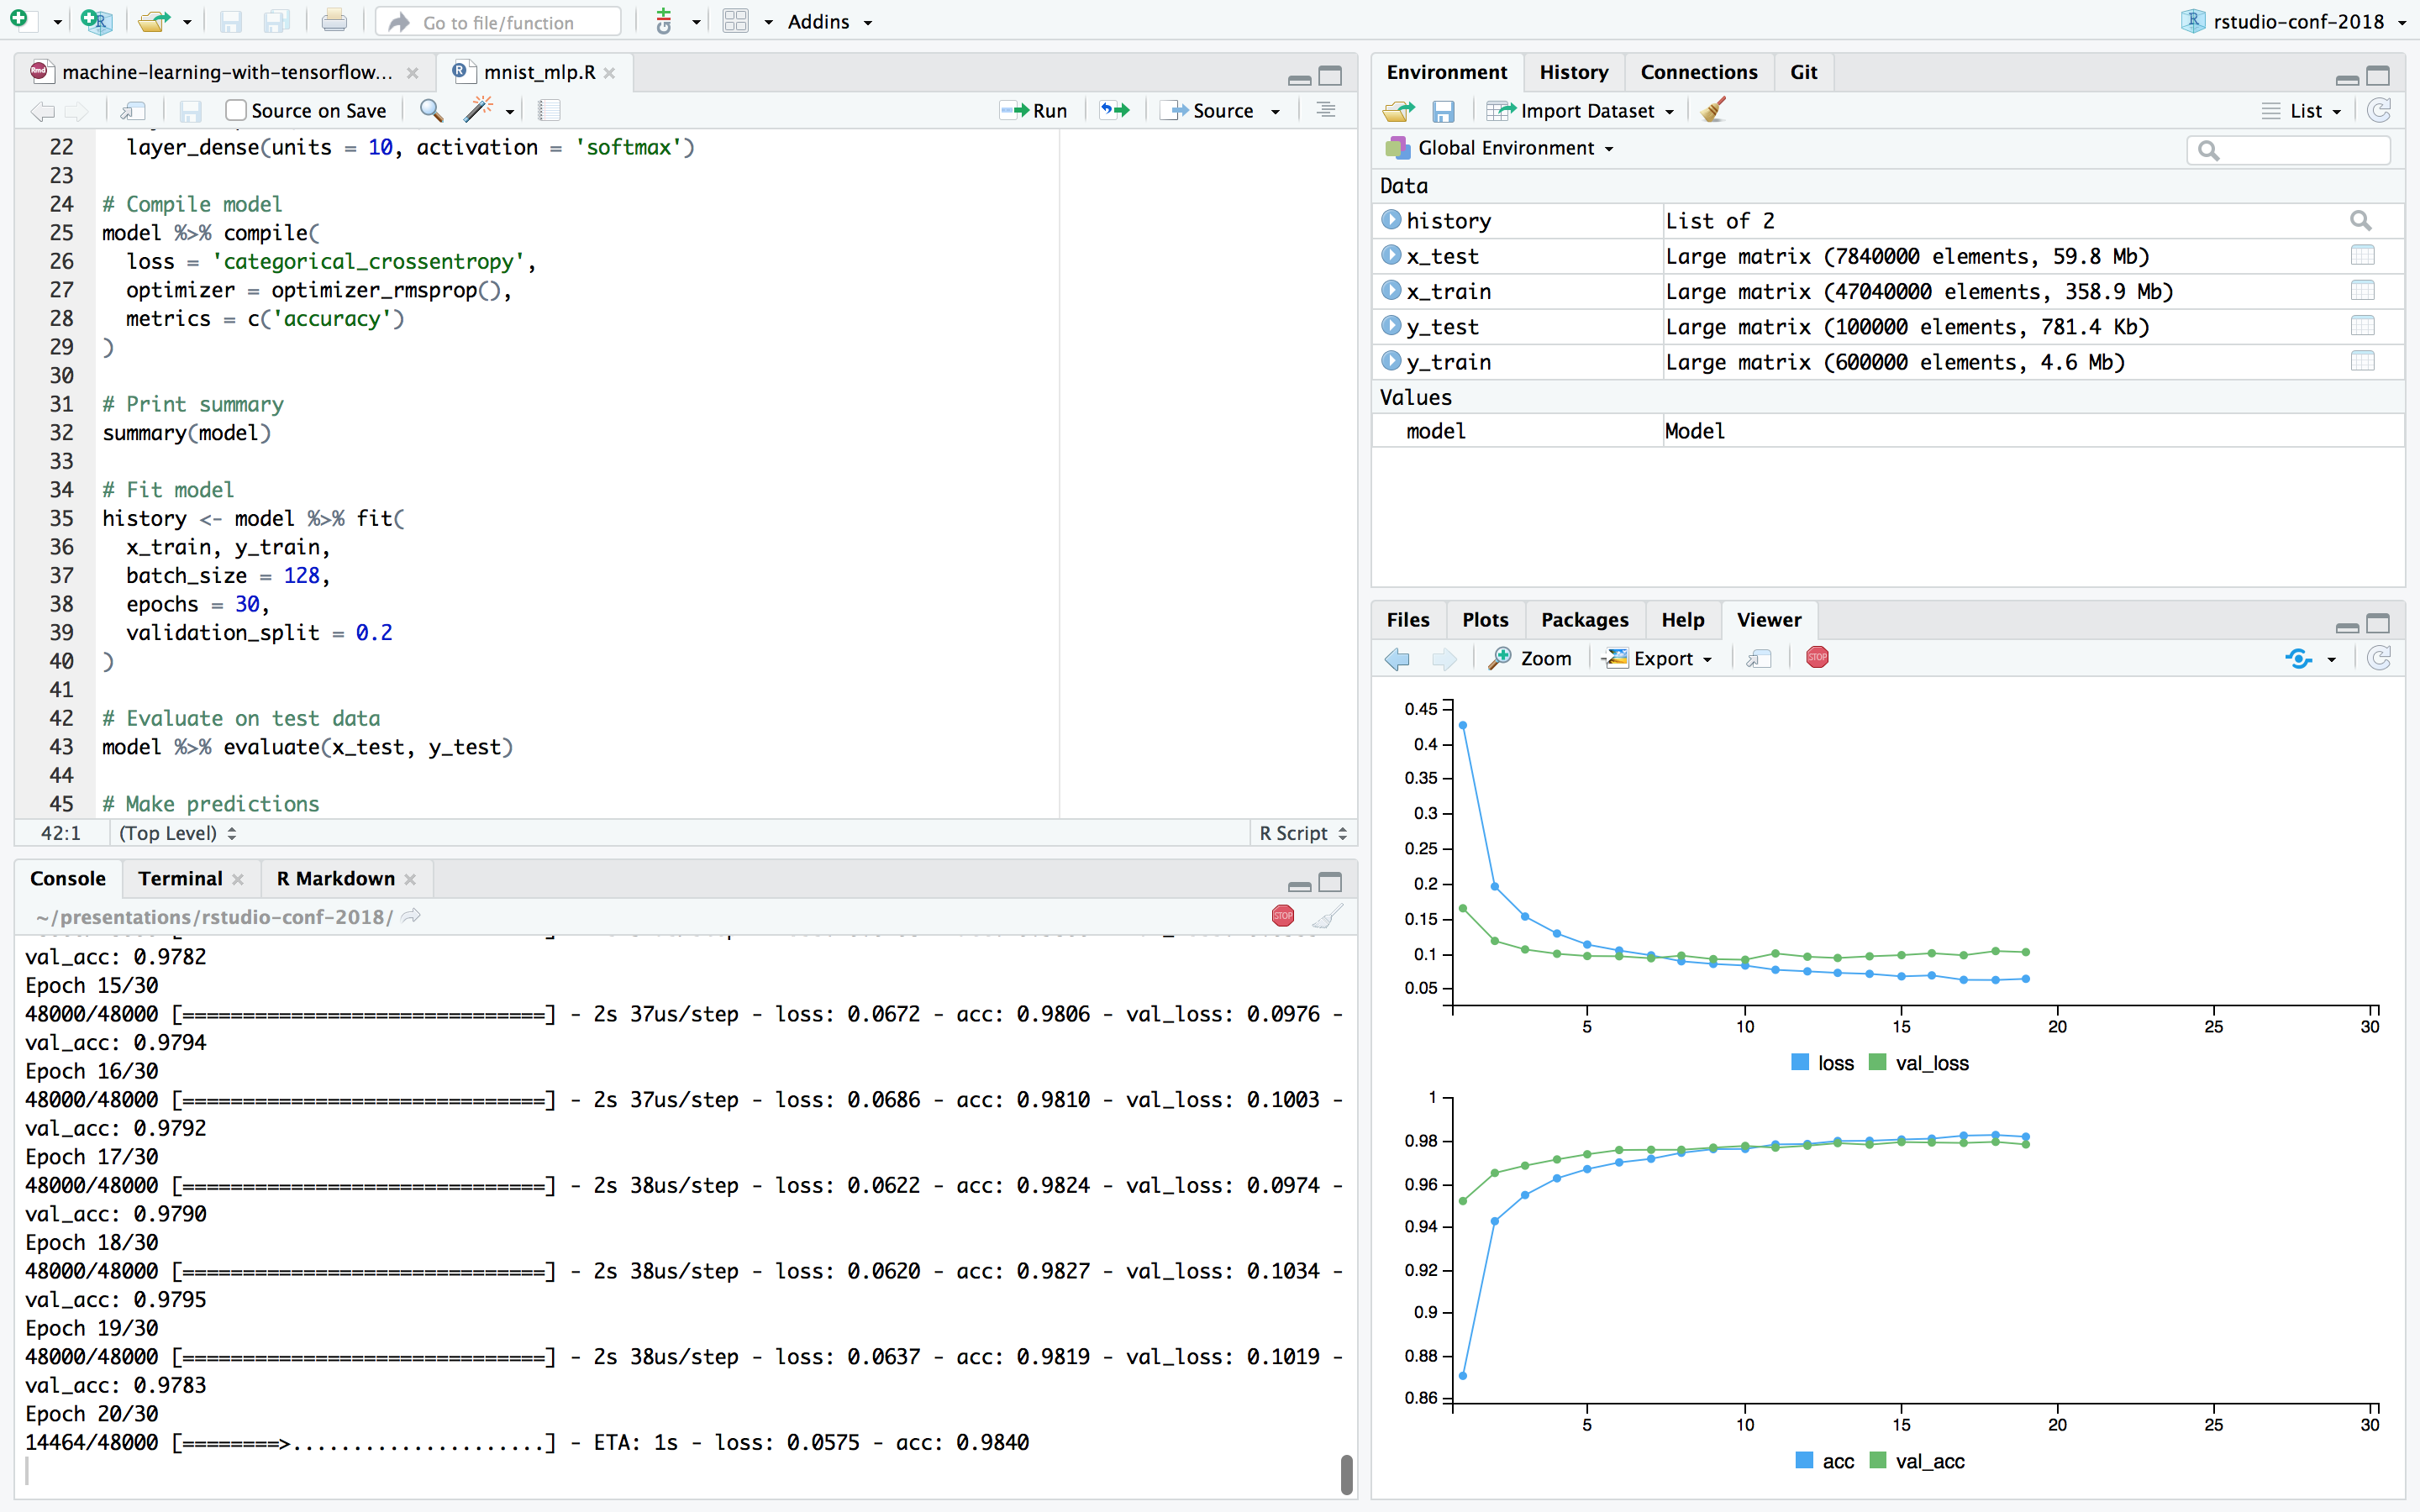 Go to file/function
Addins
rstudio-conf-2018
machine-learning-with-tensorflow...
mnist_mlp.R
Source on Save
Run
Source
22   layer_dense(units = 10, activation = 'softmax')
23
24 # Compile model
25 model %>% compile(
26   loss = 'categorical_crossentropy',
27   optimizer = optimizer_rmsprop(),
28   metrics = c('accuracy')
29 )
30
31 # Print summary
32 summary(model)
33
34 # Fit model
35 history <- model %>% fit(
36   x_train, y_train,
37   batch_size = 128,
38   epochs = 30,
39   validation_split = 0.2
40 )
41
42 # Evaluate on test data
43 model %>% evaluate(x_test, y_test)
44
45 # Make predictions
42:1 (Top Level) R Script
Console Terminal R Markdown
~/presentations/rstudio-conf-2018/
STOP
val_acc: 0.9782
Epoch 15/30
48000/48000 [==============================] - 2s 37us/step - loss: 0.0672 - acc: 0.9806 - val_loss: 0.0976 -
val_acc: 0.9794
Epoch 16/30
48000/48000 [==============================] - 2s 37us/step - loss: 0.0686 - acc: 0.9810 - val_loss: 0.1003 -
val_acc: 0.9792
Epoch 17/30
48000/48000 [==============================] - 2s 38us/step - loss: 0.0622 - acc: 0.9824 - val_loss: 0.0974 -
val_acc: 0.9790
Epoch 18/30
48000/48000 [==============================] - 2s 38us/step - loss: 0.0620 - acc: 0.9827 - val_loss: 0.1034 -
val_acc: 0.9795
Epoch 19/30
48000/48000 [==============================] - 2s 38us/step - loss: 0.0637 - acc: 0.9819 - val_loss: 0.1019 -
val_acc: 0.9783
Epoch 20/30
14464/48000 [========>.....................] - ETA: 1s - loss: 0.0575 - acc: 0.9840
Environment History Connections Git
Import Dataset
List
Global Environment
Data
history List of 2
x_test Large matrix (7840000 elements, 59.8 Mb)
x_train Large matrix (47040000 elements, 358.9 Mb)
y_test Large matrix (100000 elements, 781.4 Kb)
y_train Large matrix (600000 elements, 4.6 Mb)
Values
model Model
Files Plots Packages Help Viewer
Zoom Export STOP
0.45
0.4
0.35
0.3
0.25
0.2
0.15
0.1
0.05
5 10 15 20 25 30
loss val_loss
1
0.98
0.96
0.94
0.92
0.9
0.88
0.86
5 10 15 20 25 30
acc val_acc